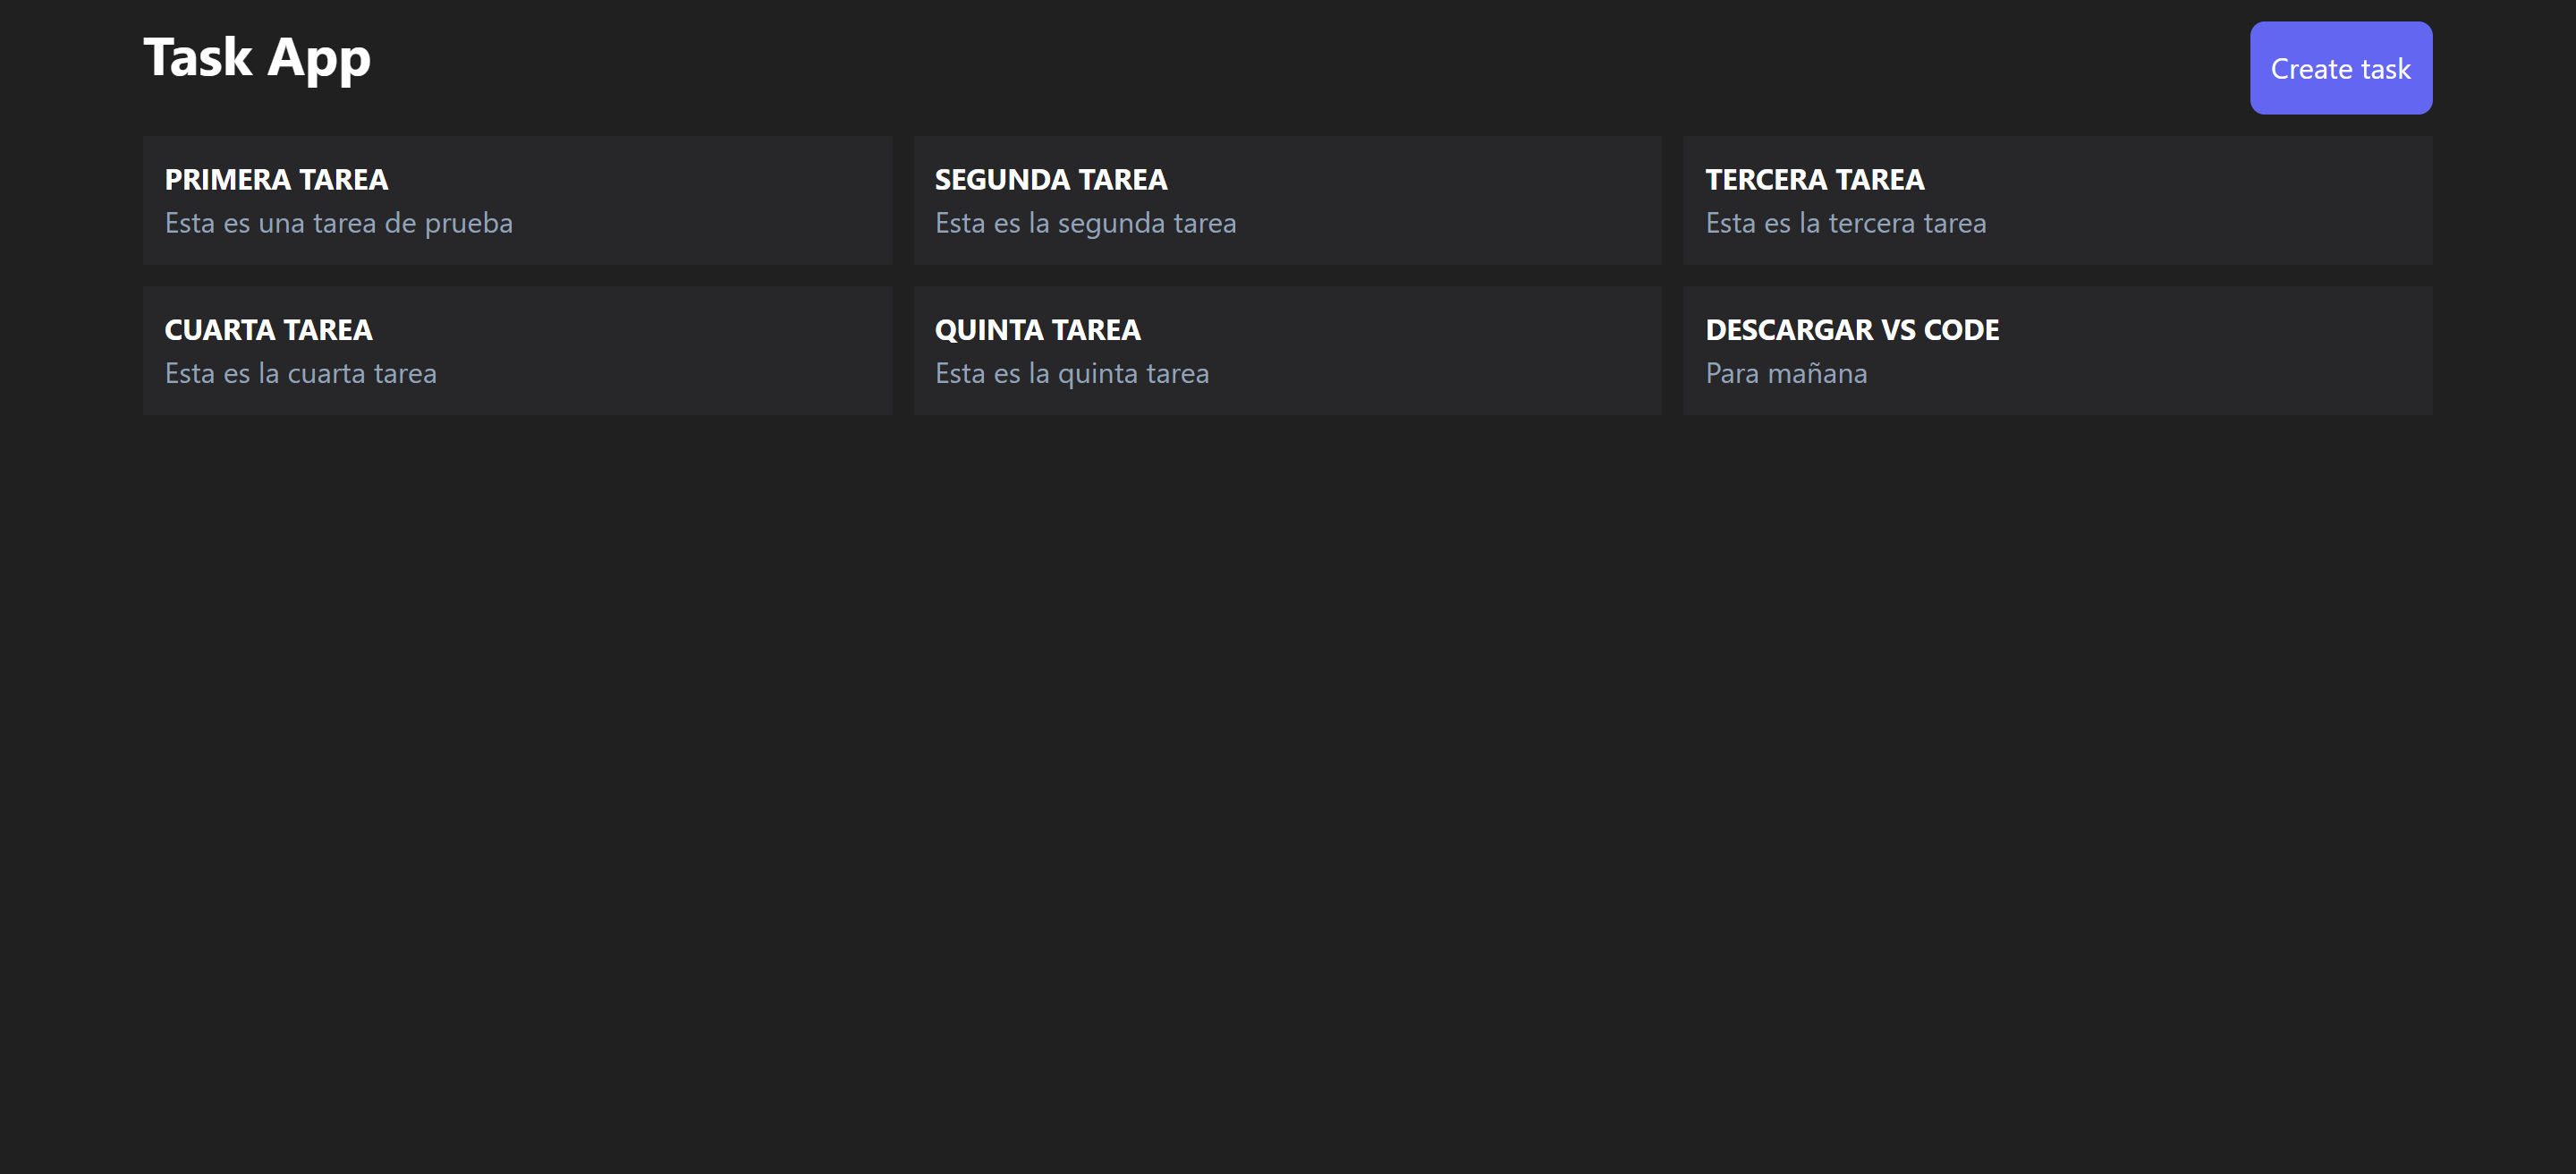 Task App
Create task
PRIMERA TAREA
Esta es una tarea de prueba
SEGUNDA TAREA
Esta es la segunda tarea
TERCERA TAREA
Esta es la tercera tarea
CUARTA TAREA
Esta es la cuarta tarea
QUINTA TAREA
Esta es la quinta tarea
DESCARGAR VS CODE
Para mañana